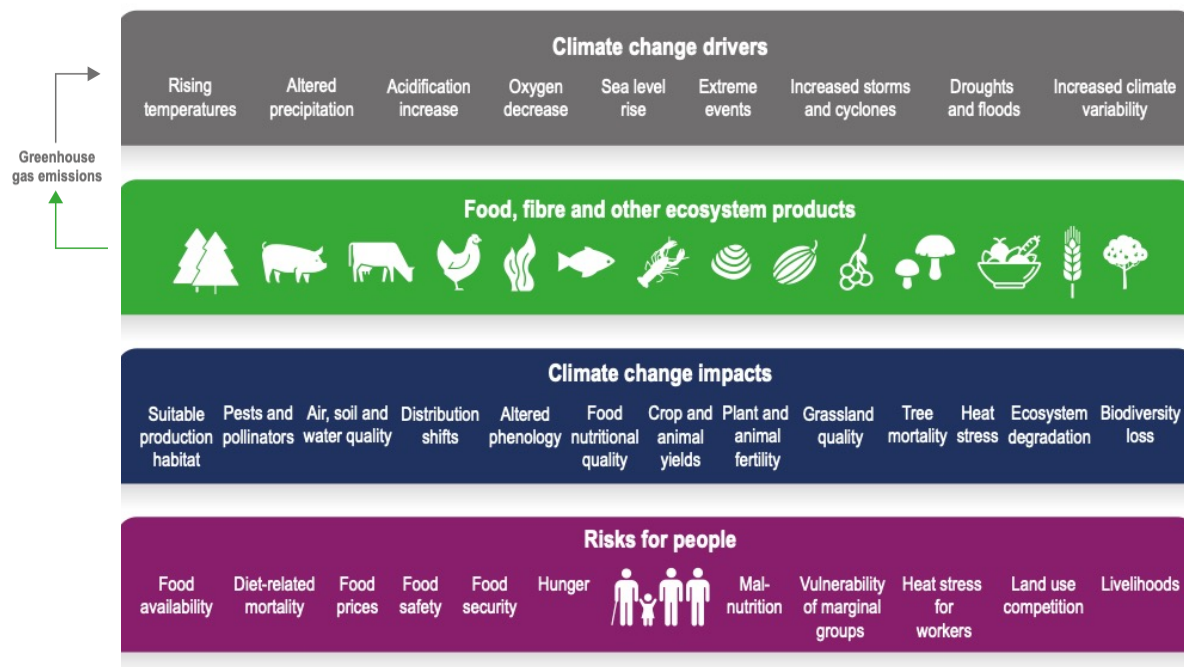 Climate change drivers
Rising
temperatures
Altered
precipitation
Acidification
increase
Oxygen
decrease
Sea level
rise
Extreme
events
Increased storms
and cyclones
Droughts
and floods
Increased climate
variability
Greenhouse
gas emissions
Food, fibre and other ecosystem products
Climate change impacts
Suitable
production
habitat
Pests and
pollinators
Air, soil and
water quality
Distribution
shifts
Altered
phenology
Food
nutritional
quality
Crop and
animal
yields
Plant and
animal
fertility
Grassland
quality
Tree
mortality
Heat
stress
Ecosystem
degradation
Biodiversity
loss
Risks for people
Food
availability
Diet-related
mortality
Food
prices
Food
safety
Food
security
Hunger
Mal-
nutrition
Vulnerability
of marginal
groups
Heat stress
for
workers
Land use
competition
Livelihoods